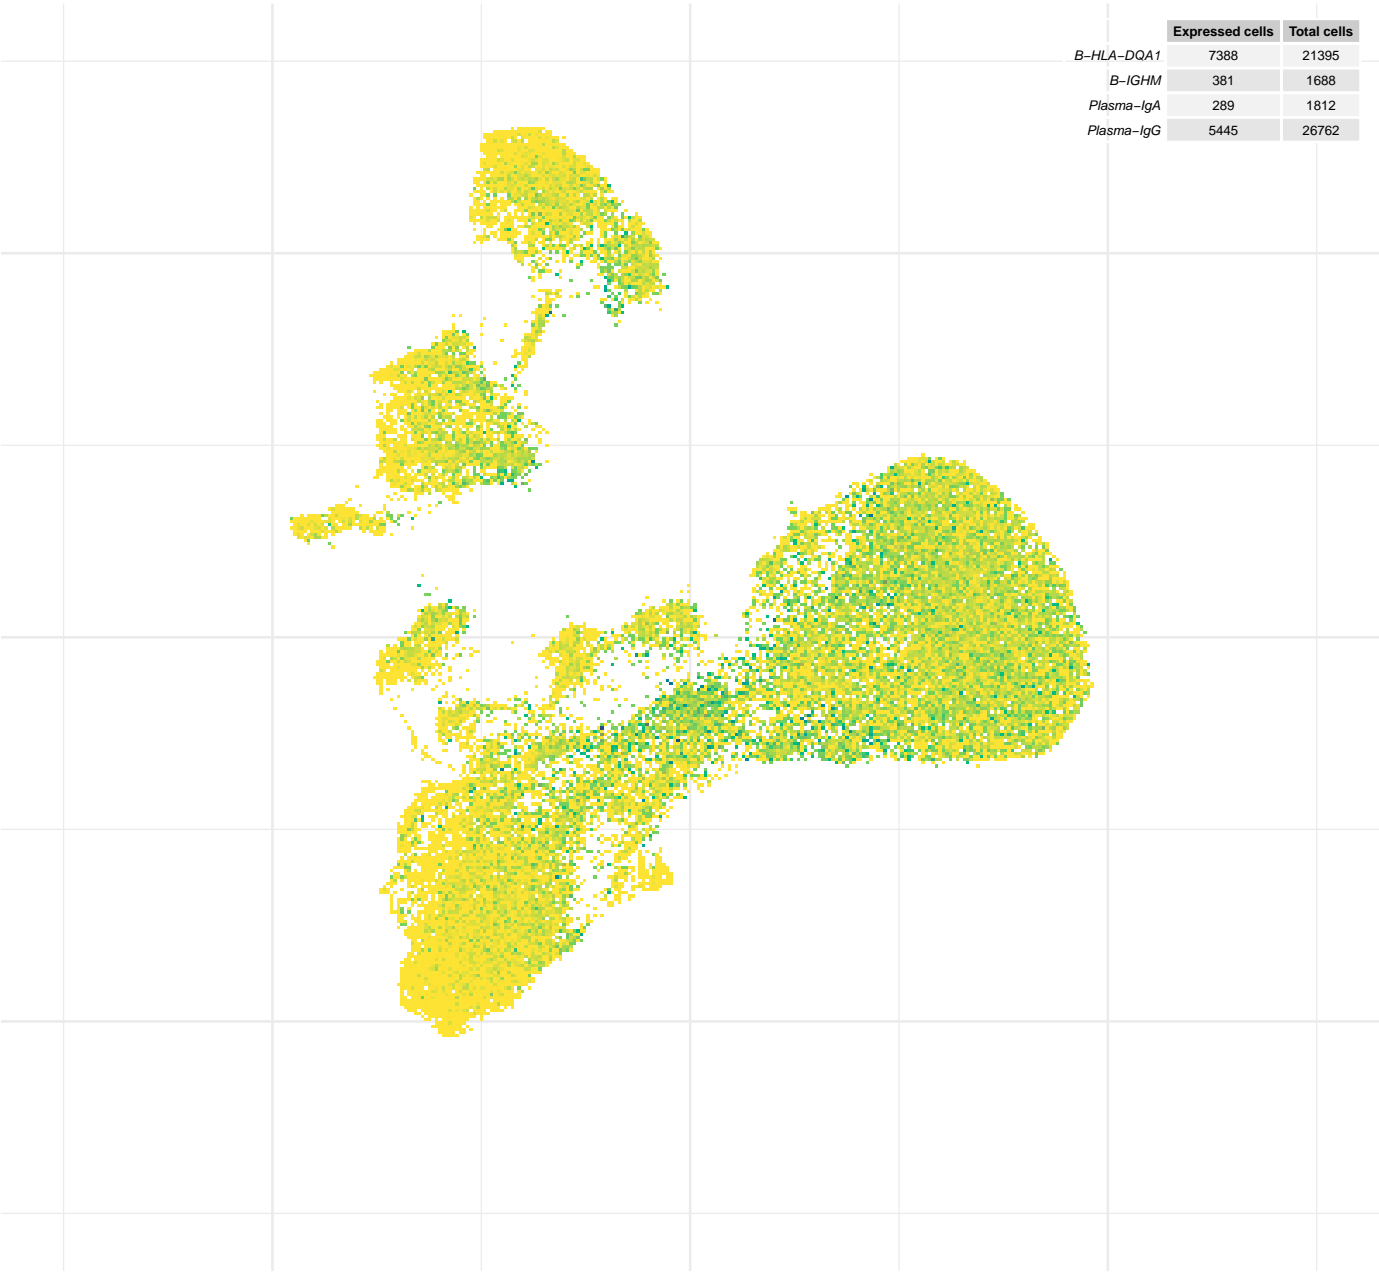 Expressed cells Total cells
B−HLA−DQA1 7388 21395
B−IGHM 381 1688
Plasma−IgA 289 1812
Plasma−IgG 5445 26762